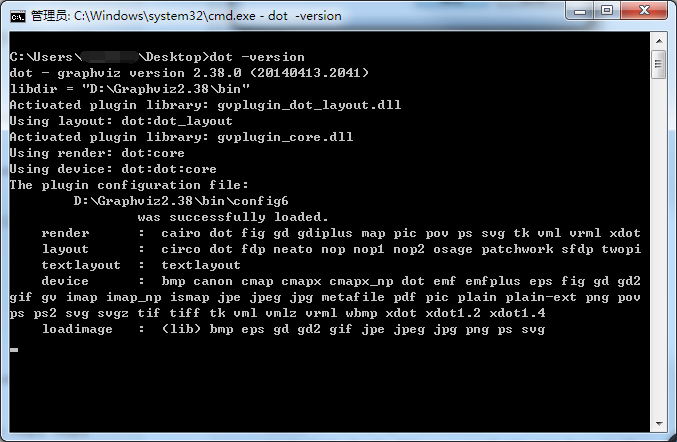 管理员: C:\Windows\system32\cmd.exe - dot  -version
C:\Users\        \Desktop>dot -version
dot - graphviz version 2.38.0 (20140413.2041)
libdir = "D:\Graphviz2.38\bin"
Activated plugin library: gvplugin_dot_layout.dll
Using layout: dot:dot_layout
Activated plugin library: gvplugin_core.dll
Using render: dot:core
Using device: dot:dot:core
The plugin configuration file:
        D:\Graphviz2.38\bin\config6
                was successfully loaded.
    render      :  cairo dot fig gd gdiplus map pic pov ps svg tk vml vrml xdot
    layout      :  circo dot fdp neato nop nop1 nop2 osage patchwork sfdp twopi
    textlayout  :  textlayout
    device      :  bmp canon cmap cmapx cmapx_np dot emf emfplus eps fig gd gd2
gif gv imap imap_np ismap jpe jpeg jpg metafile pdf pic plain plain-ext png pov
ps ps2 svg svgz tif tiff tk vml vmlz vrml wbmp xdot xdot1.2 xdot1.4
    loadimage   :  (lib) bmp eps gd gd2 gif jpe jpeg jpg png ps svg